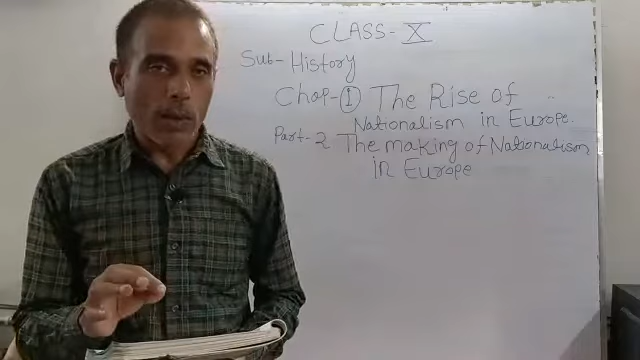 CLASS-X
Sub- History
Chap-① The Rise of
Nationalism in Europe.
Part-2 The making of Nationalism
in Europe